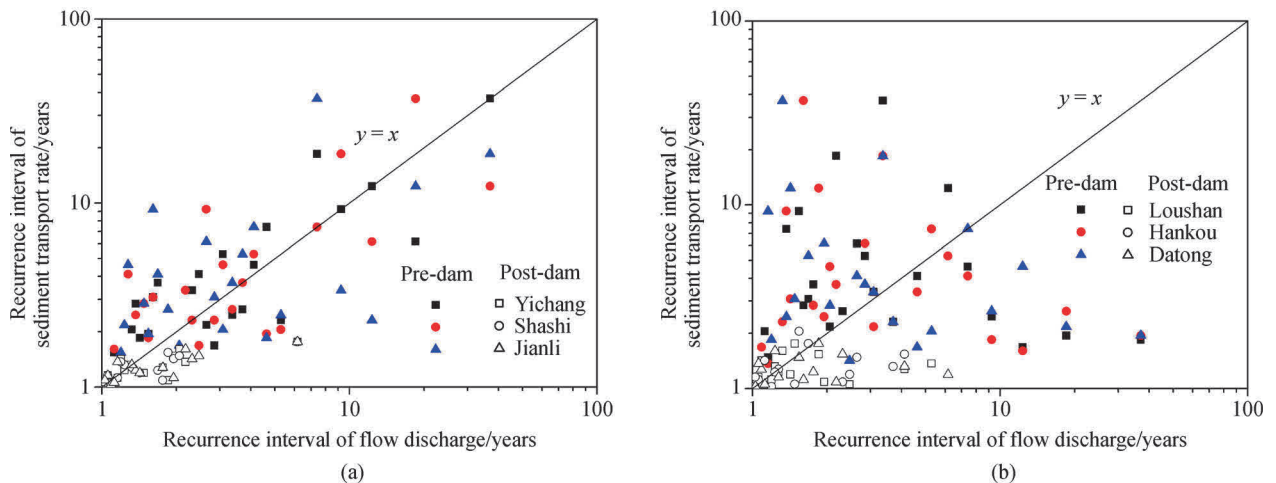 100
10
1
Recurrence interval of
sediment transport rate/years
y = x
Pre-dam Post-dam
Yichang
Shashi
Jianli
1 10 100
Recurrence interval of flow discharge/years
(a)
100
10
1
Recurrence interval of
sediment transport rate/years
y = x
Pre-dam Post-dam
Loushan
Hankou
Datong
1 10 100
Recurrence interval of flow discharge/years
(b)